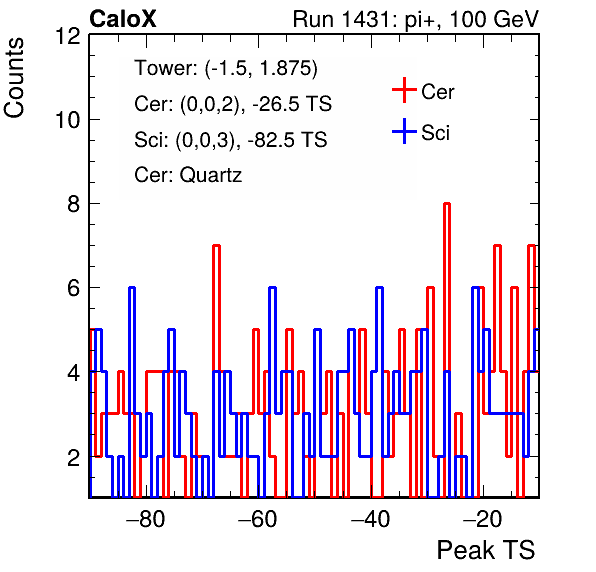 CaloX Run 1431: pi+, 100 GeV
Counts
12
10
8
6
4
2
Tower: (-1.5, 1.875)
Cer: (0,0,2), -26.5 TS
Sci: (0,0,3), -82.5 TS
Cer: Quartz
Cer
Sci
−80 −60 −40 −20
Peak TS